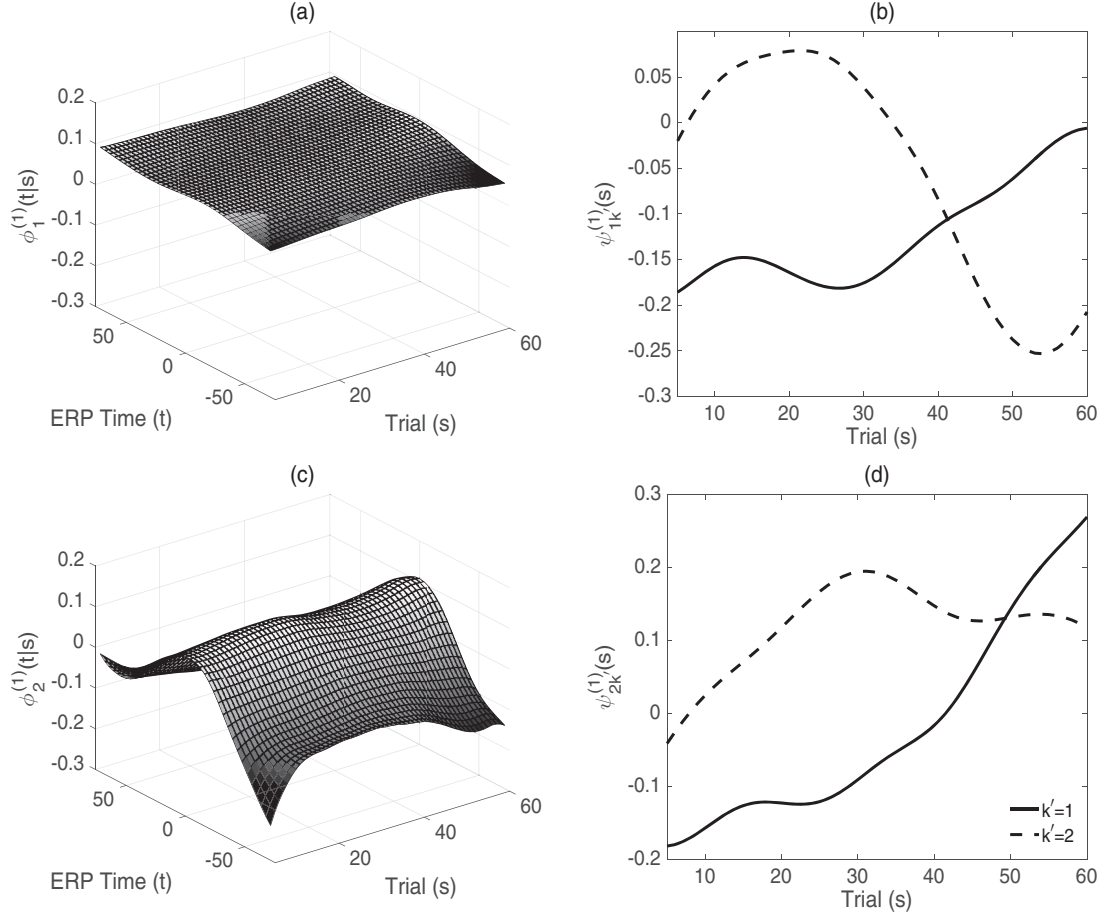 (a)
0.2
0.1
0
-0.1
-0.2
-0.3
ϕ₁⁽¹⁾(t|s)
50
0
-50
ERP Time (t)
20
40
60
Trial (s)
(b)
0.05
0
-0.05
-0.1
-0.15
-0.2
-0.25
-0.3
ψ₁ₖ′⁽¹⁾(s)
10 20 30 40 50 60
Trial (s)
(c)
0.2
0.1
0
-0.1
-0.2
-0.3
ϕ₂⁽¹⁾(t|s)
50
0
-50
ERP Time (t)
20
40
60
Trial (s)
(d)
0.3
0.2
0.1
0
-0.1
-0.2
ψ₂ₖ′⁽¹⁾(s)
k′=1
k′=2
10 20 30 40 50 60
Trial (s)